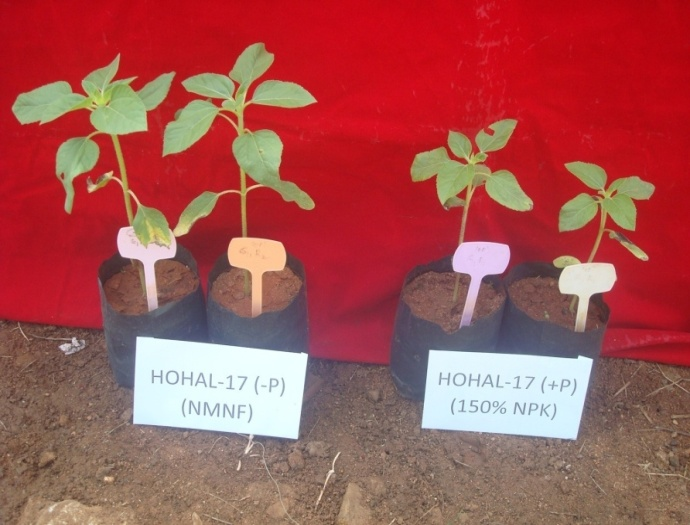 HOHAL-17 (-P)
(NMNF)
HOHAL-17 (+P)
(150% NPK)